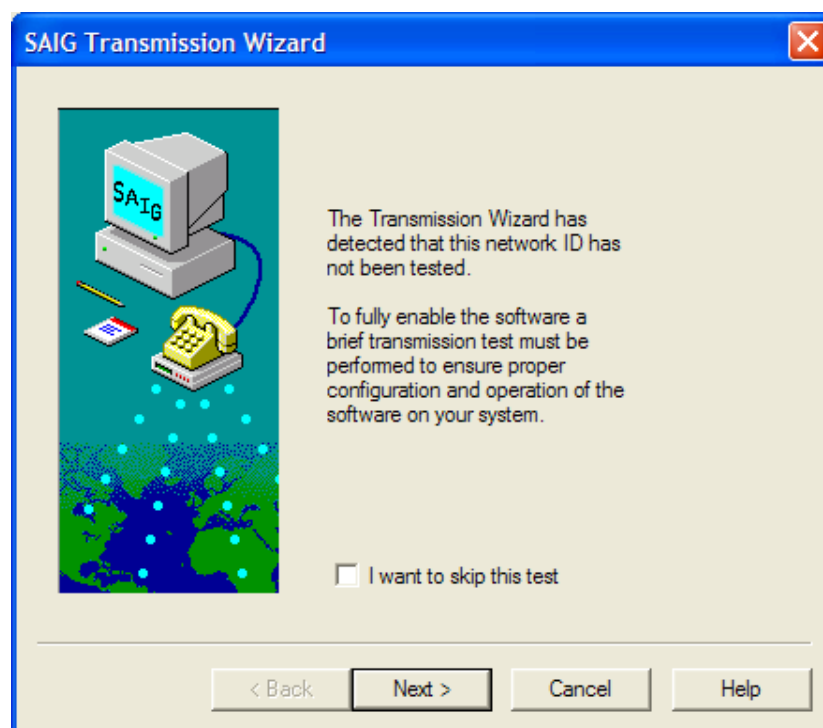 SAIG Transmission Wizard
SAIG
The Transmission Wizard has
detected that this network ID has
not been tested.
To fully enable the software a
brief transmission test must be
performed to ensure proper
configuration and operation of the
software on your system.
I want to skip this test
< Back Next > Cancel Help